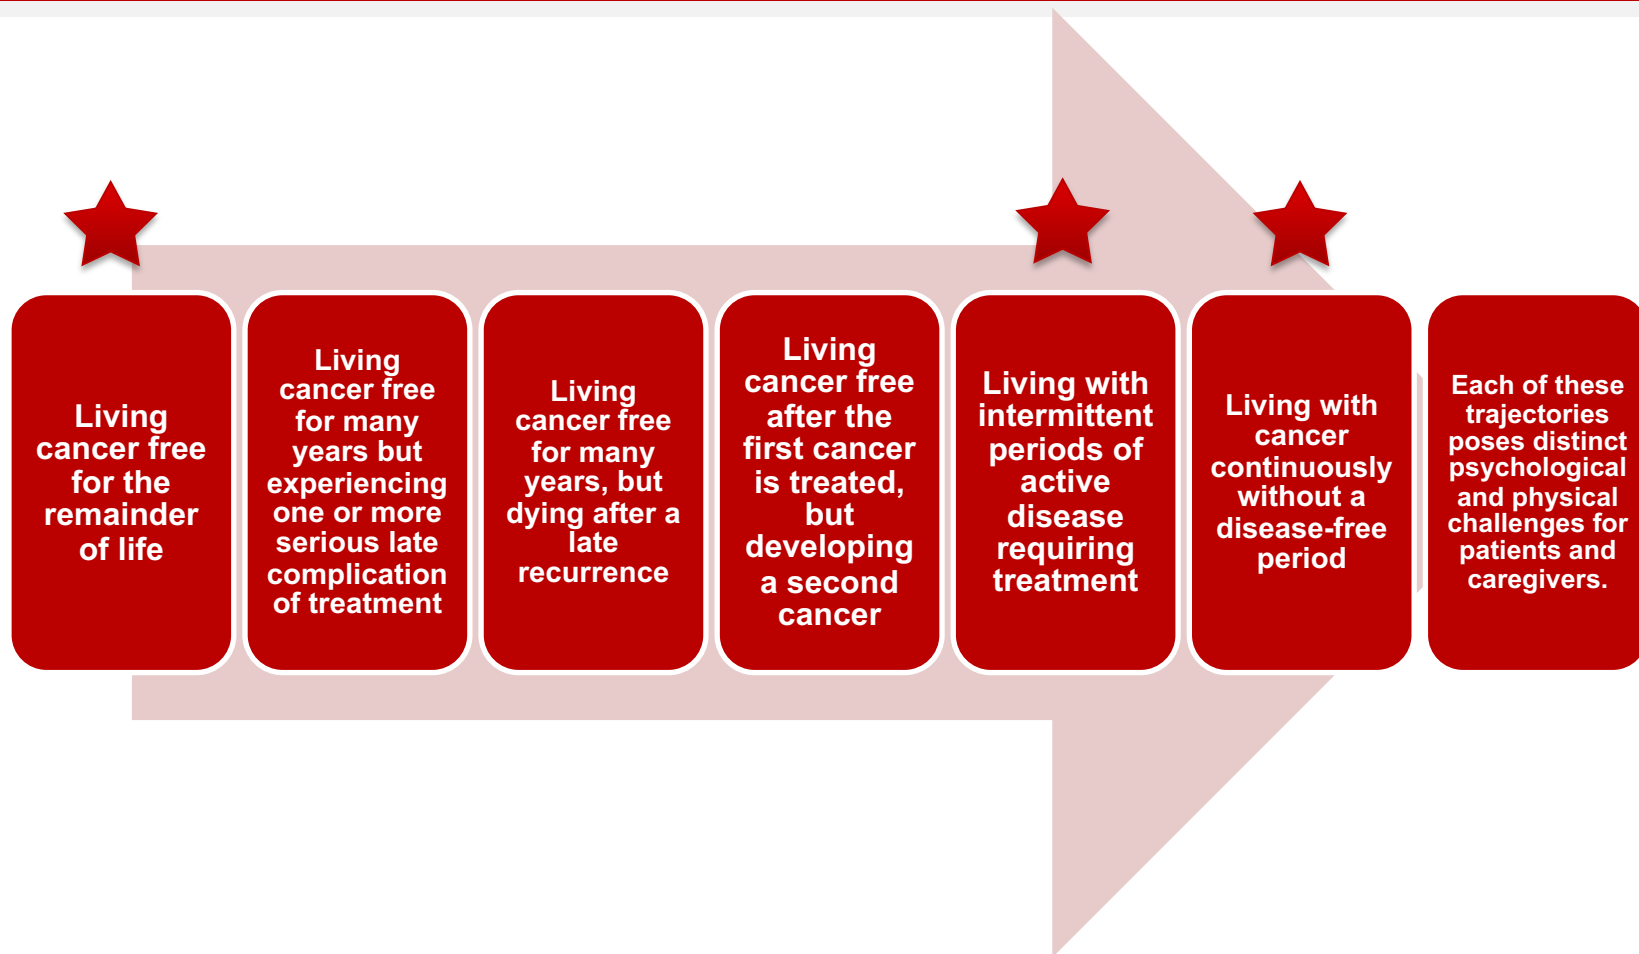 Living
cancer free
for the
remainder
of life
Living
cancer free
for many
years but
experiencing
one or more
serious late
complication
of treatment
Living
cancer free
for many
years, but
dying after a
late
recurrence
Living
cancer free
after the
first cancer
is treated,
but
developing
a second
cancer
Living with
intermittent
periods of
active
disease
requiring
treatment
Living with
cancer
continuously
without a
disease-free
period
Each of these
trajectories
poses distinct
psychological
and physical
challenges for
patients and
caregivers.